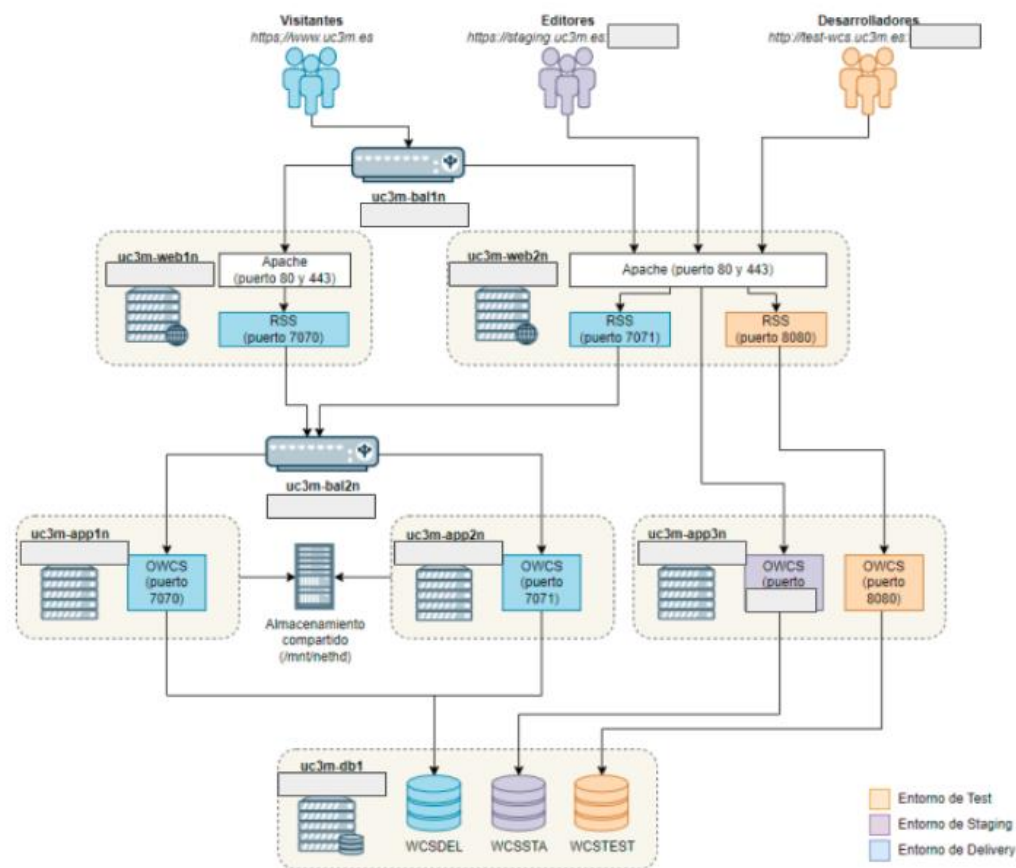 Visitantes
https://www.uc3m.es
Editores
https://staging.uc3m.es:
Desarrolladores
http://test-wcs.uc3m.es:
uc3m-bal1n
uc3m-web1n
Apache
(puerto 80 y 443)
RSS
(puerto 7070)
uc3m-web2n
Apache (puerto 80 y 443)
RSS
(puerto 7071)
RSS
(puerto 8080)
uc3m-bal2n
uc3m-app1n
OWCS
(puerto
7070)
Almacenamiento
compartido
(/mnt/nethd)
uc3m-app2n
OWCS
(puerto
7071)
uc3m-app3n
OWCS
(puerto
OWCS
(puerto
8080)
uc3m-db1
WCSDEL
WCSSTA
WCSTEST
Entorno de Test
Entorno de Staging
Entorno de Delivery